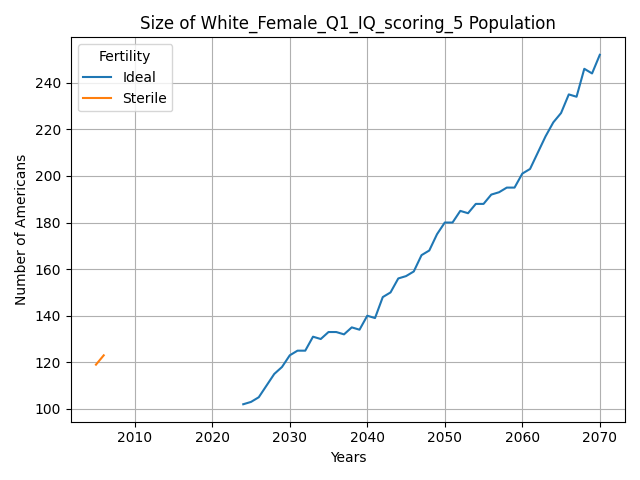 Size of White_Female_Q1_IQ_scoring_5 Population
Fertility
Ideal
Sterile
Number of Americans
240
220
200
180
160
140
120
100
2010
2020
2030
2040
2050
2060
2070
Years